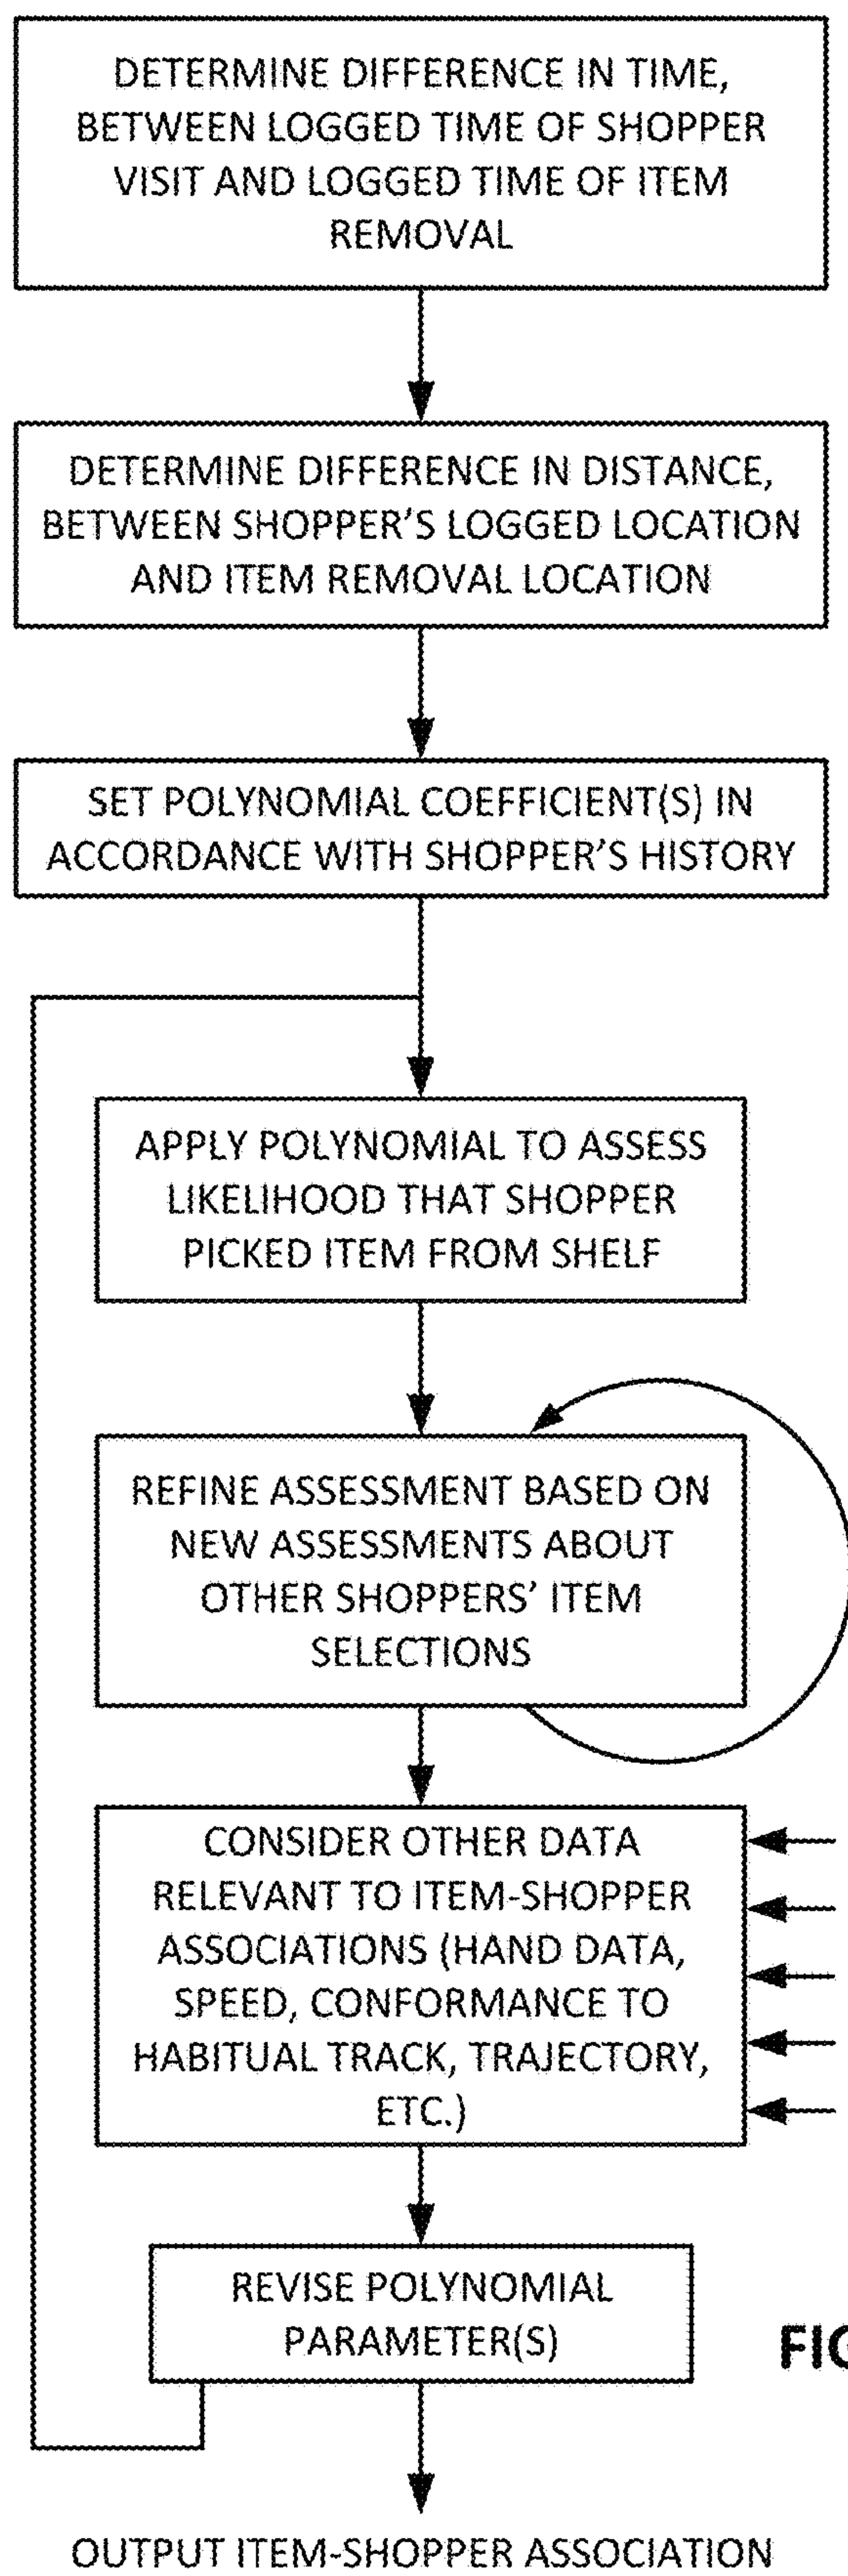 DETERMINE DIFFERENCE IN TIME,
BETWEEN LOGGED TIME OF SHOPPER
VISIT AND LOGGED TIME OF ITEM
REMOVAL
DETERMINE DIFFERENCE IN DISTANCE,
BETWEEN SHOPPER'S LOGGED LOCATION
AND ITEM REMOVAL LOCATION
SET POLYNOMIAL COEFFICIENT(S) IN
ACCORDANCE WITH SHOPPER'S HISTORY
APPLY POLYNOMIAL TO ASSESS
LIKELIHOOD THAT SHOPPER
PICKED ITEM FROM SHELF
REFINE ASSESSMENT BASED ON
NEW ASSESSMENTS ABOUT
OTHER SHOPPERS' ITEM
SELECTIONS
CONSIDER OTHER DATA
RELEVANT TO ITEM-SHOPPER
ASSOCIATIONS (HAND DATA,
SPEED, CONFORMANCE TO
HABITUAL TRACK, TRAJECTORY,
ETC.)
REVISE POLYNOMIAL
PARAMETER(S)
OUTPUT ITEM-SHOPPER ASSOCIATION